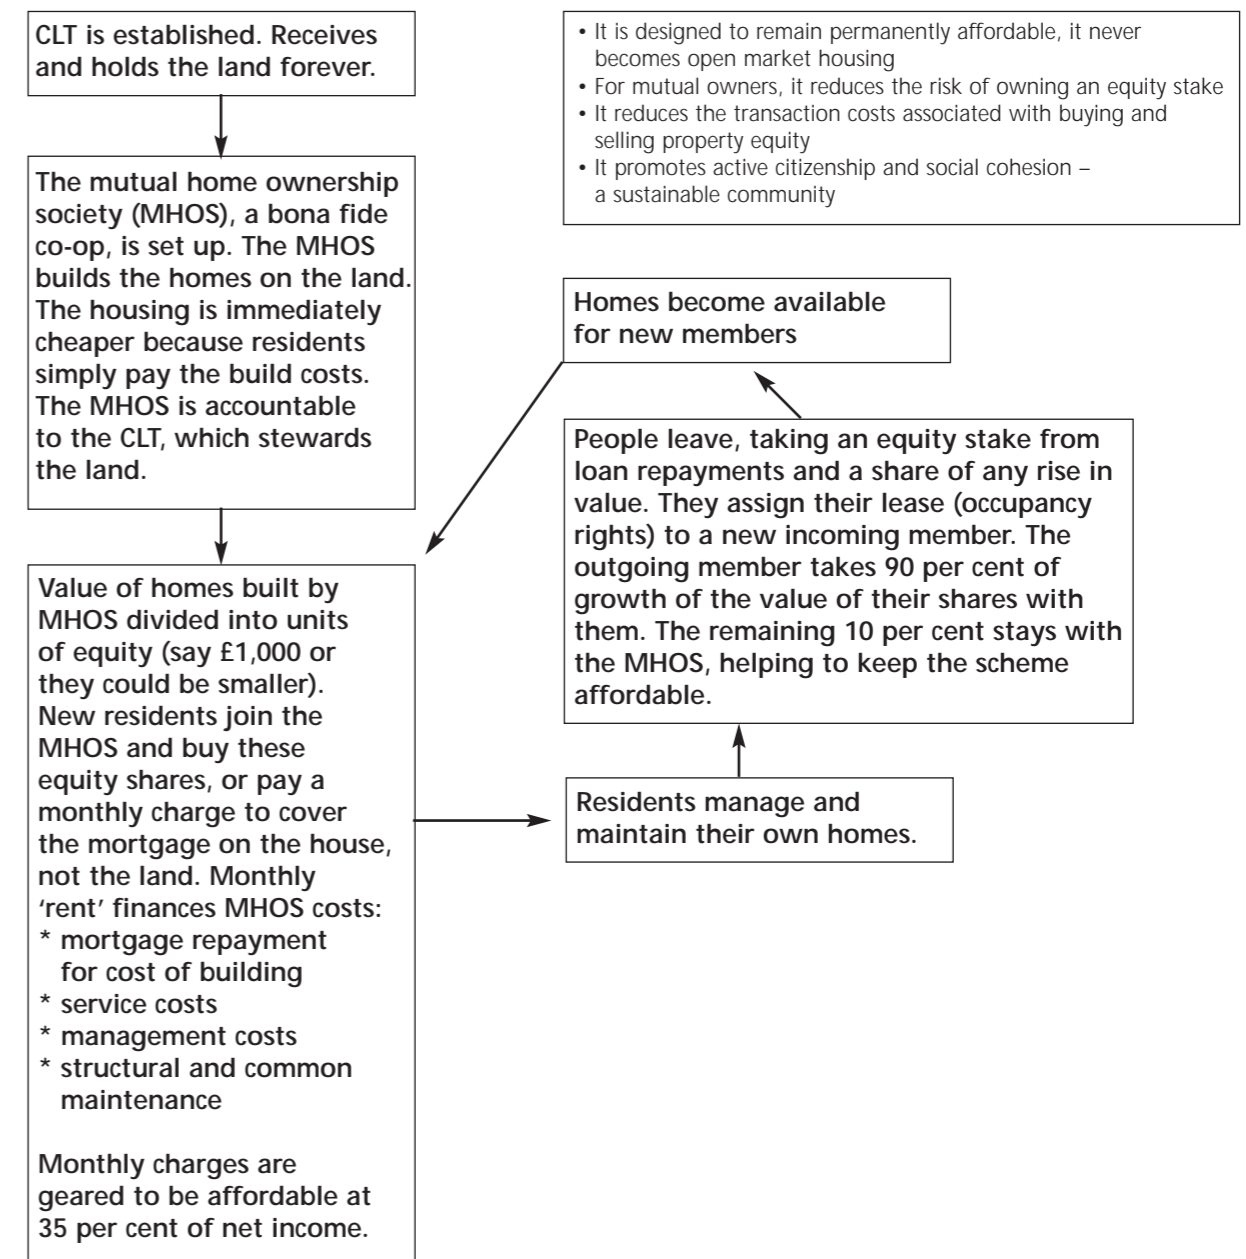 CLT is established. Receives
and holds the land forever.
The mutual home ownership
society (MHOS), a bona fide
co-op, is set up. The MHOS
builds the homes on the land.
The housing is immediately
cheaper because residents
simply pay the build costs.
The MHOS is accountable
to the CLT, which stewards
the land.
Value of homes built by
MHOS divided into units
of equity (say £1,000 or
they could be smaller).
New residents join the
MHOS and buy these
equity shares, or pay a
monthly charge to cover
the mortgage on the house,
not the land. Monthly
‘rent’ finances MHOS costs:
* mortgage repayment
for cost of building
* service costs
* management costs
* structural and common
maintenance
Monthly charges are
geared to be affordable at
35 per cent of net income.
Residents manage and
maintain their own homes.
People leave, taking an equity stake from
loan repayments and a share of any rise in
value. They assign their lease (occupancy
rights) to a new incoming member. The
outgoing member takes 90 per cent of
growth of the value of their shares with
them. The remaining 10 per cent stays with
the MHOS, helping to keep the scheme
affordable.
Homes become available
for new members
• It is designed to remain permanently affordable, it never
becomes open market housing
• For mutual owners, it reduces the risk of owning an equity stake
• It reduces the transaction costs associated with buying and
selling property equity
• It promotes active citizenship and social cohesion –
a sustainable community